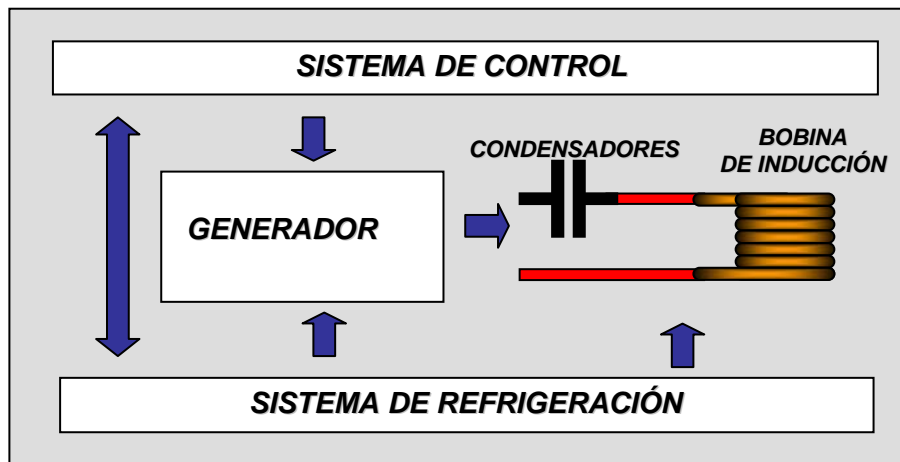 SISTEMA DE CONTROL
CONDENSADORES
BOBINA
DE INDUCCIÓN
GENERADOR
SISTEMA DE REFRIGERACIÓN